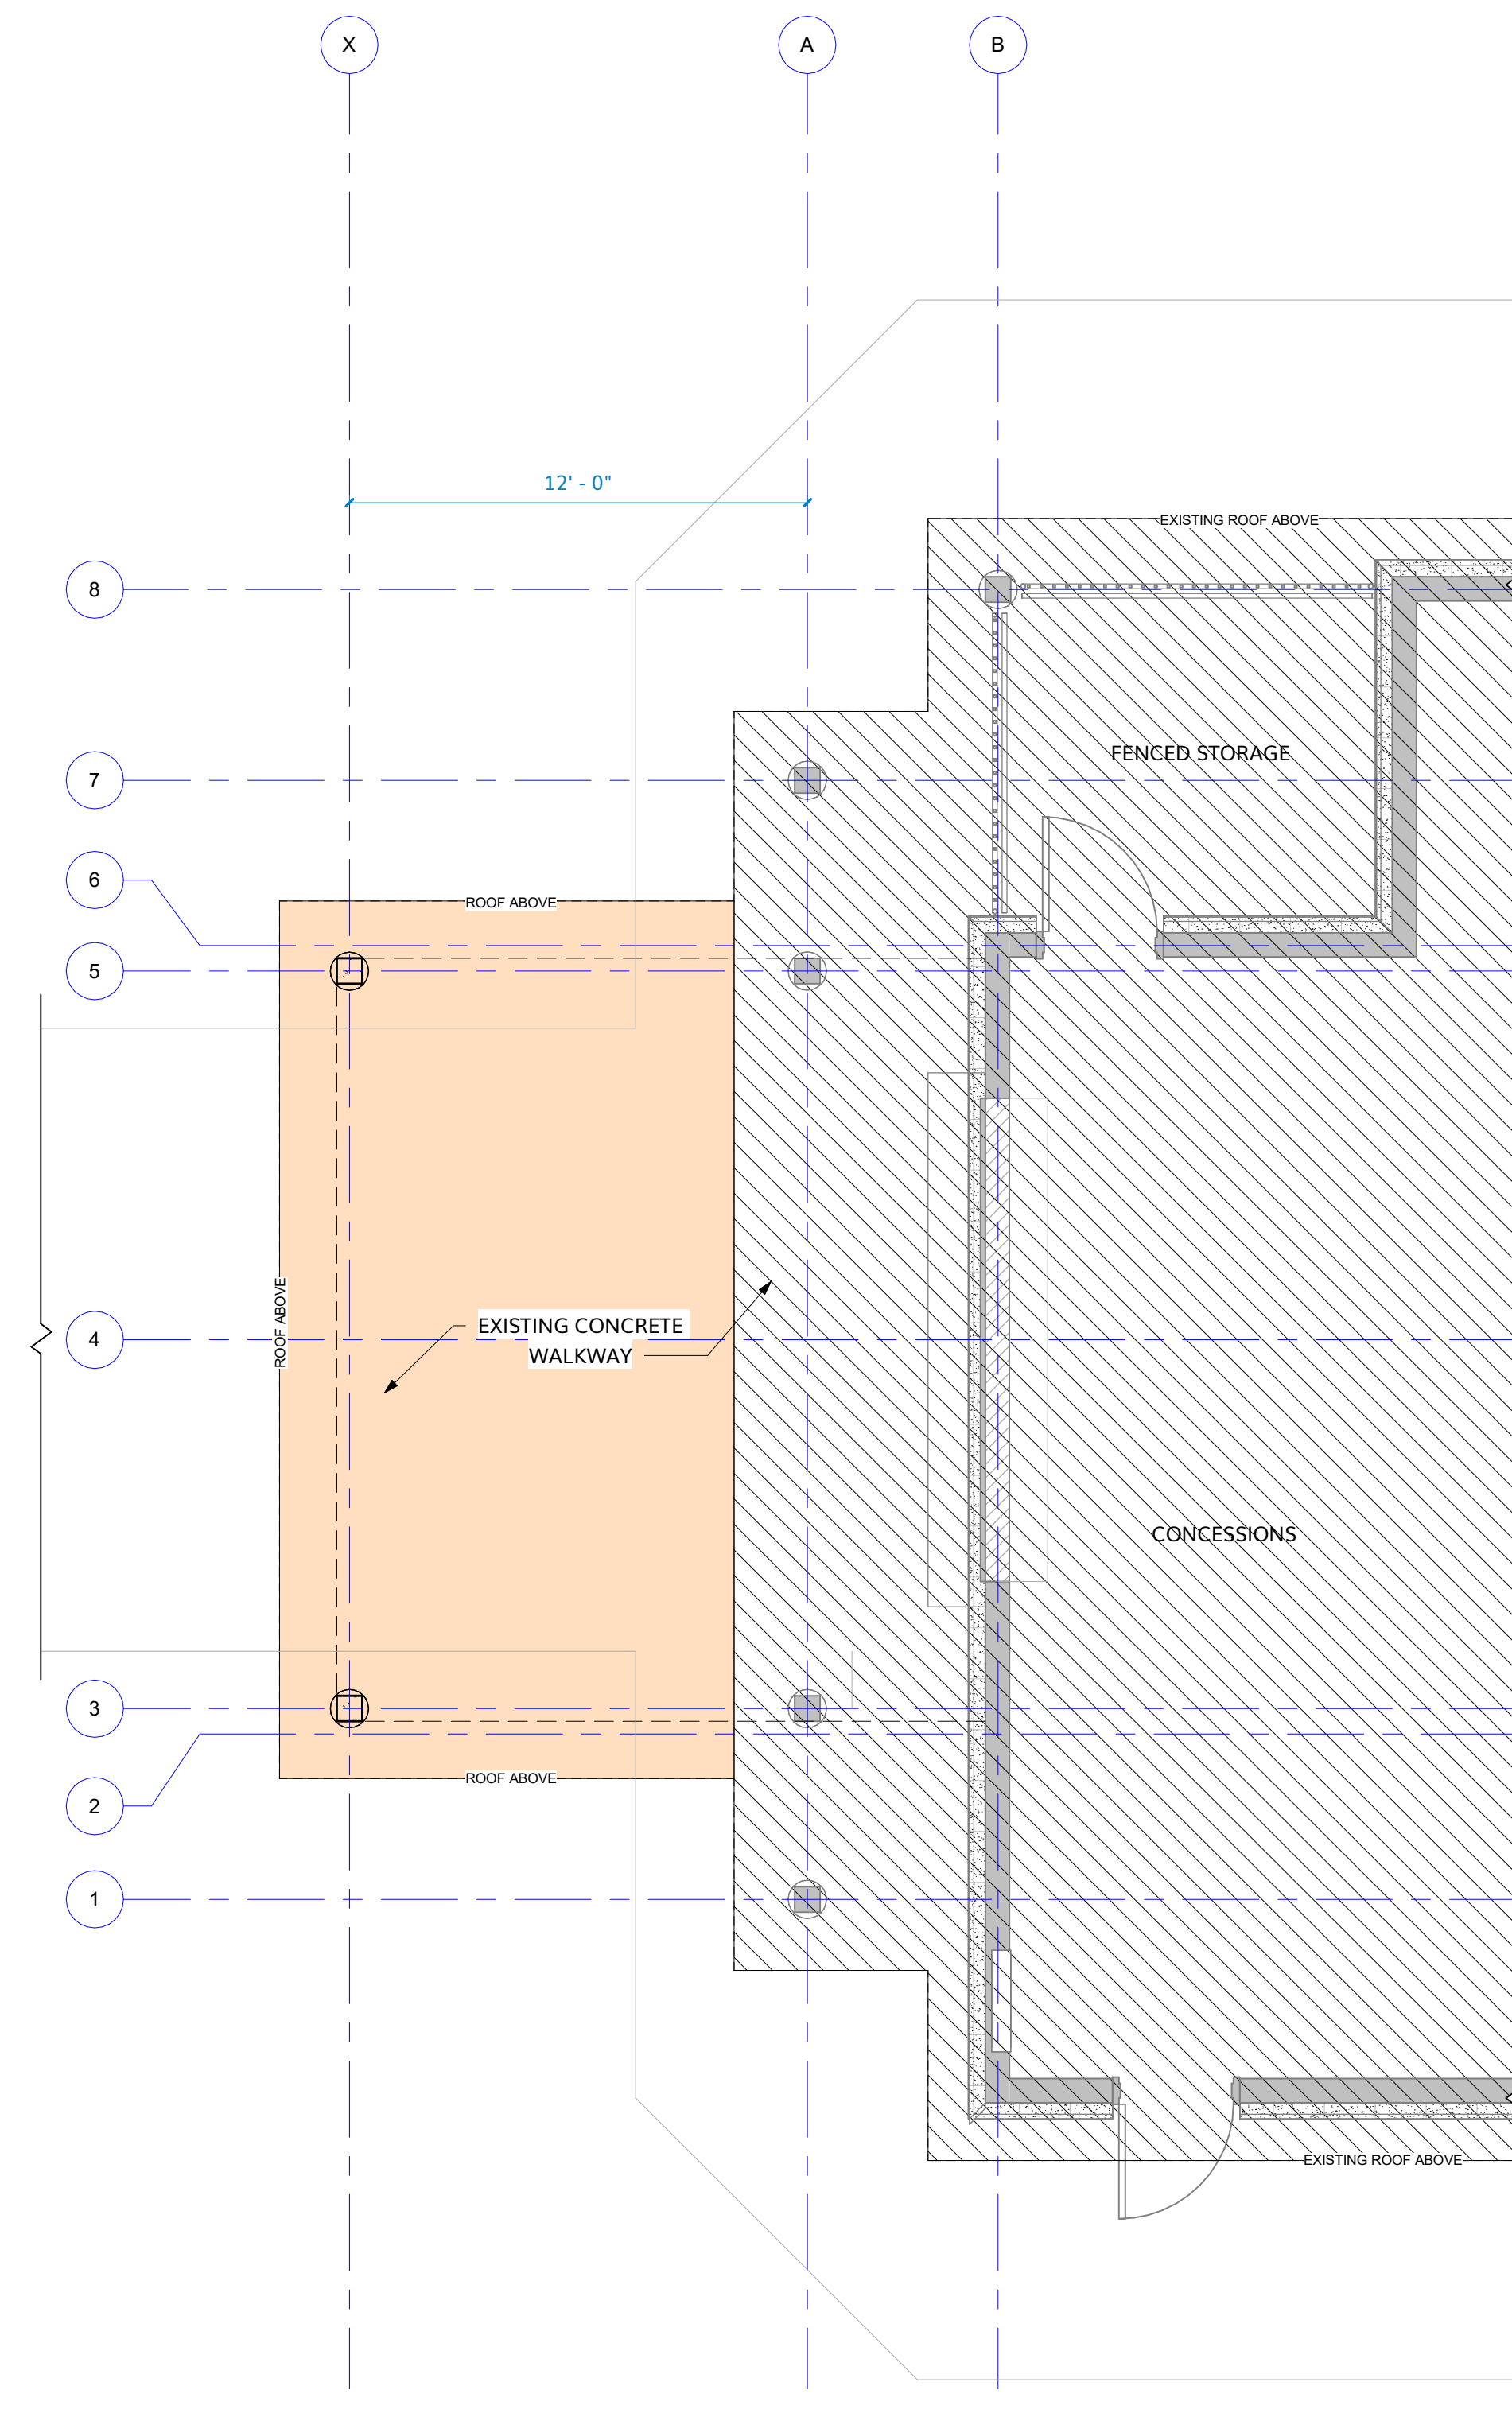 X
A
B
12' - 0"
EXISTING ROOF ABOVE
8
FENCED STORAGE
7
6
ROOF ABOVE
5
ROOF ABOVE
EXISTING CONCRETE
WALKWAY
4
CONCESSIONS
3
ROOF ABOVE
2
1
EXISTING ROOF ABOVE